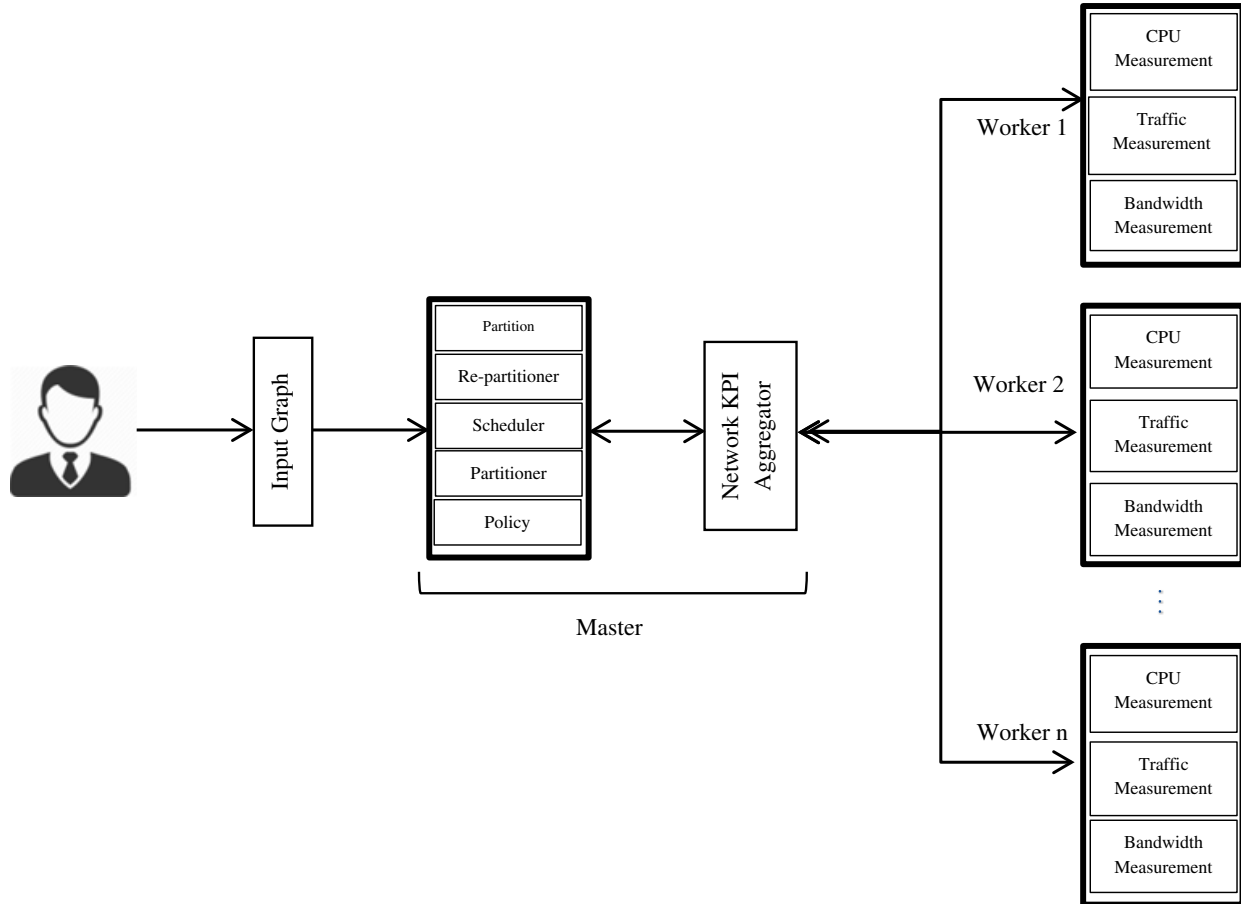 Input Graph
Partition
Re-partitioner
Scheduler
Partitioner
Policy
Network KPI
Aggregator
Master
Worker 1
CPU
Measurement
Traffic
Measurement
Bandwidth
Measurement
Worker 2
CPU
Measurement
Traffic
Measurement
Bandwidth
Measurement
Worker n
CPU
Measurement
Traffic
Measurement
Bandwidth
Measurement